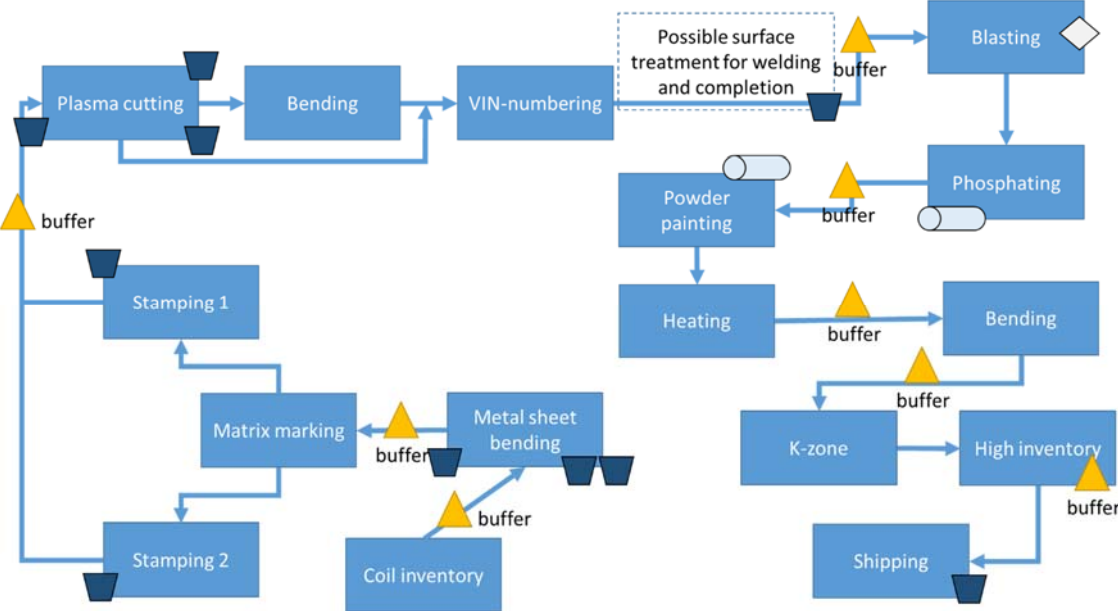 Possible surface
treatment for welding
and completion
buffer
Blasting
Plasma cutting
Bending
VIN-numbering
Phosphating
buffer
Powder
painting
buffer
Stamping 1
Heating
buffer
Bending
buffer
Matrix marking
buffer
Metal sheet
bending
K-zone
High inventory
buffer
buffer
Coil inventory
Stamping 2
Shipping